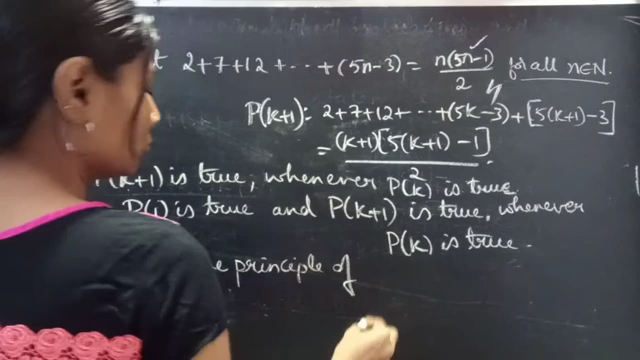 t 2+7+12+ ... +(5n-3) = n(5n-1)/2 for all n∈N.
P(k+1): 2+7+12+ ... +(5k-3)+[5(k+1)-3]
= (k+1)[5(k+1)-1]/2
P(k+1) is true, whenever P(k) is true
P(1) is true and P(k+1) is true, whenever
P(k) is true.
e principle of